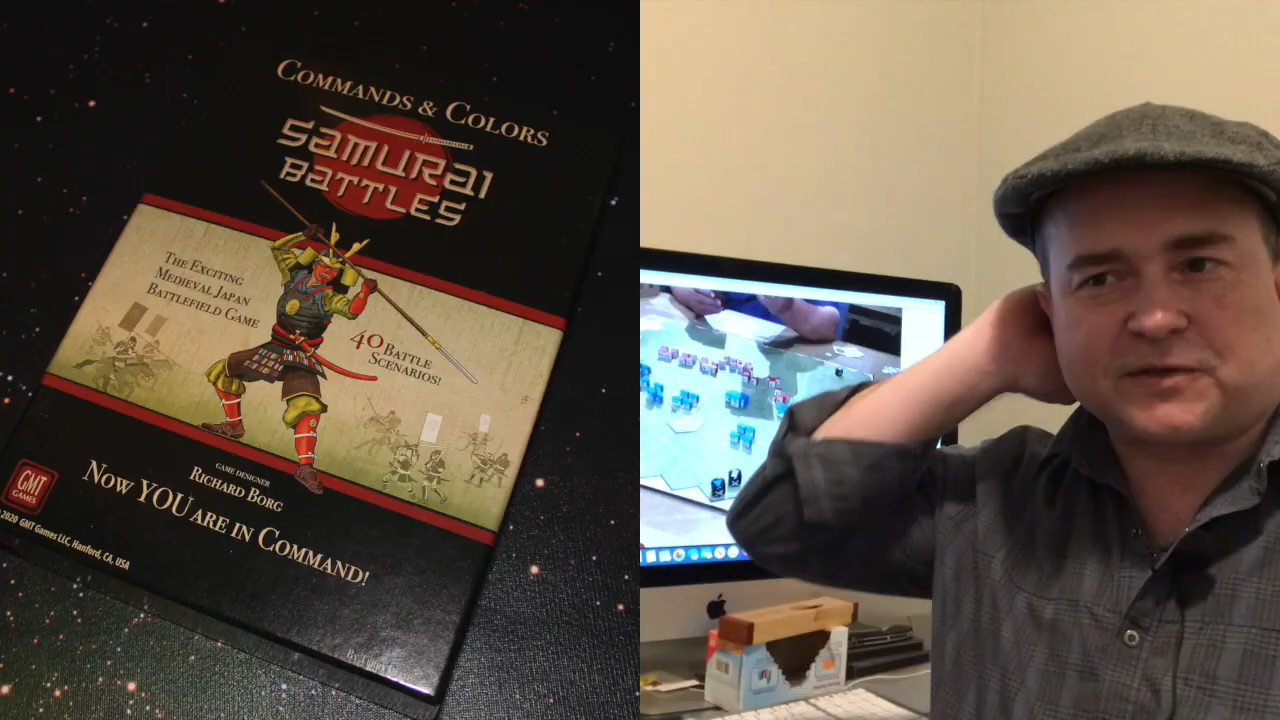 COMMANDS & COLORS
SAMURAI
BATTLES
THE EXCITING
MEDIEVAL JAPAN
BATTLEFIELD GAME
40 BATTLE
SCENARIOS!
GAME DESIGNER
RICHARD BORG
NOW YOU ARE IN COMMAND!
GMT
GAMES
2020 GMT Games LLC, Hanford, CA, USA